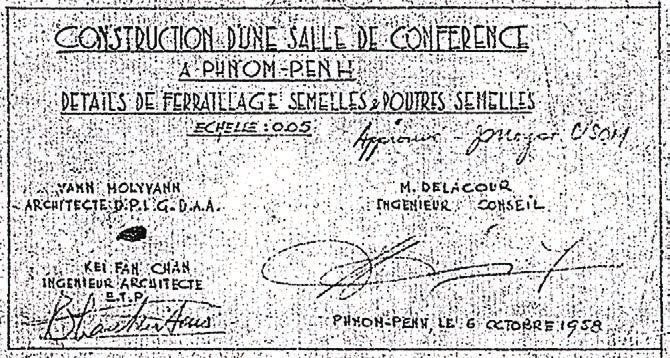 CONSTRUCTION D'UNE SALLE DE CONFERENCE
A PHNOM-PENH
DETAILS DE FERRAILLAGE SEMELLES & POUTRES SEMELLES
ECHELLE : 0.05
VANN MOLYVANN
ARCHITECTE D.P.L.G. D.A.A.
M. DELACOUR
INGENIEUR CONSEIL
KEI FAN CHAN
INGENIEUR ARCHITECTE
E.T.P.
PHNOM-PENH, LE 6 OCTOBRE 1958